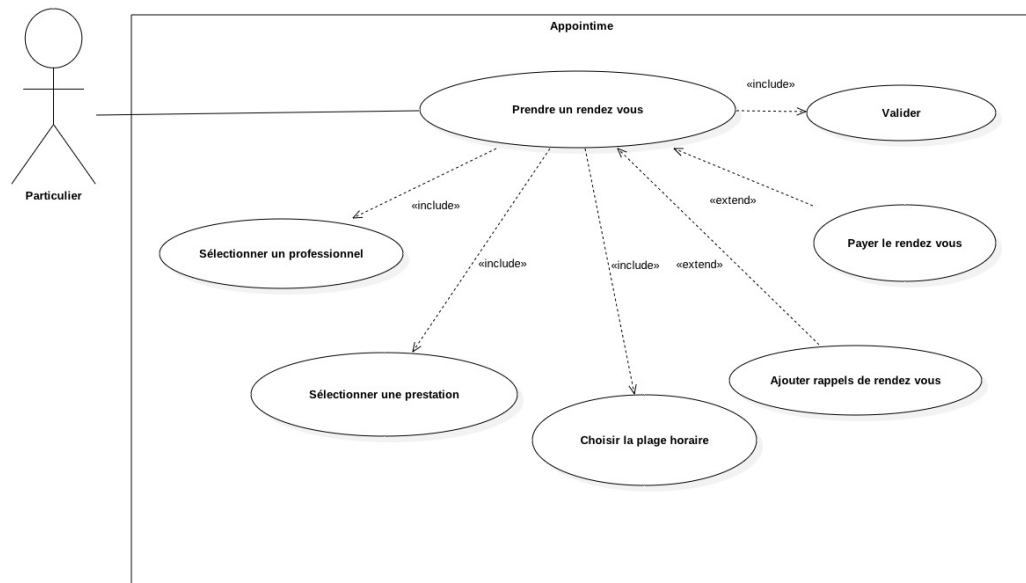 Appointime
«include»
Prendre un rendez vous
Valider
Particulier
«extend»
«include»
Payer le rendez vous
Sélectionner un professionnel
«include»
«include»
«extend»
Ajouter rappels de rendez vous
Sélectionner une prestation
Choisir la plage horaire